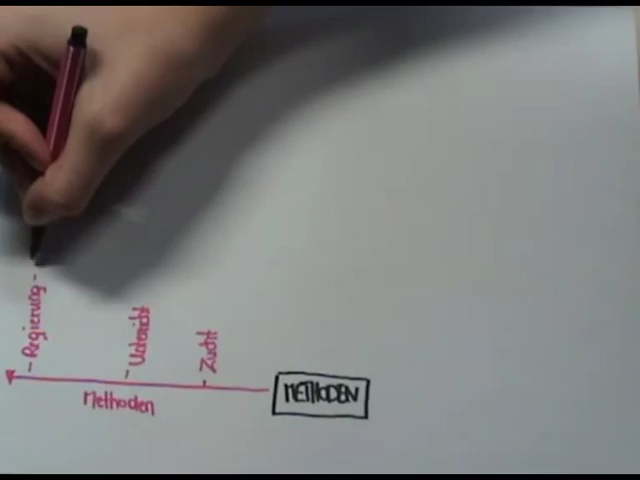 - Regierung -
- Unterricht
- Zucht
Methoden
METHODEN